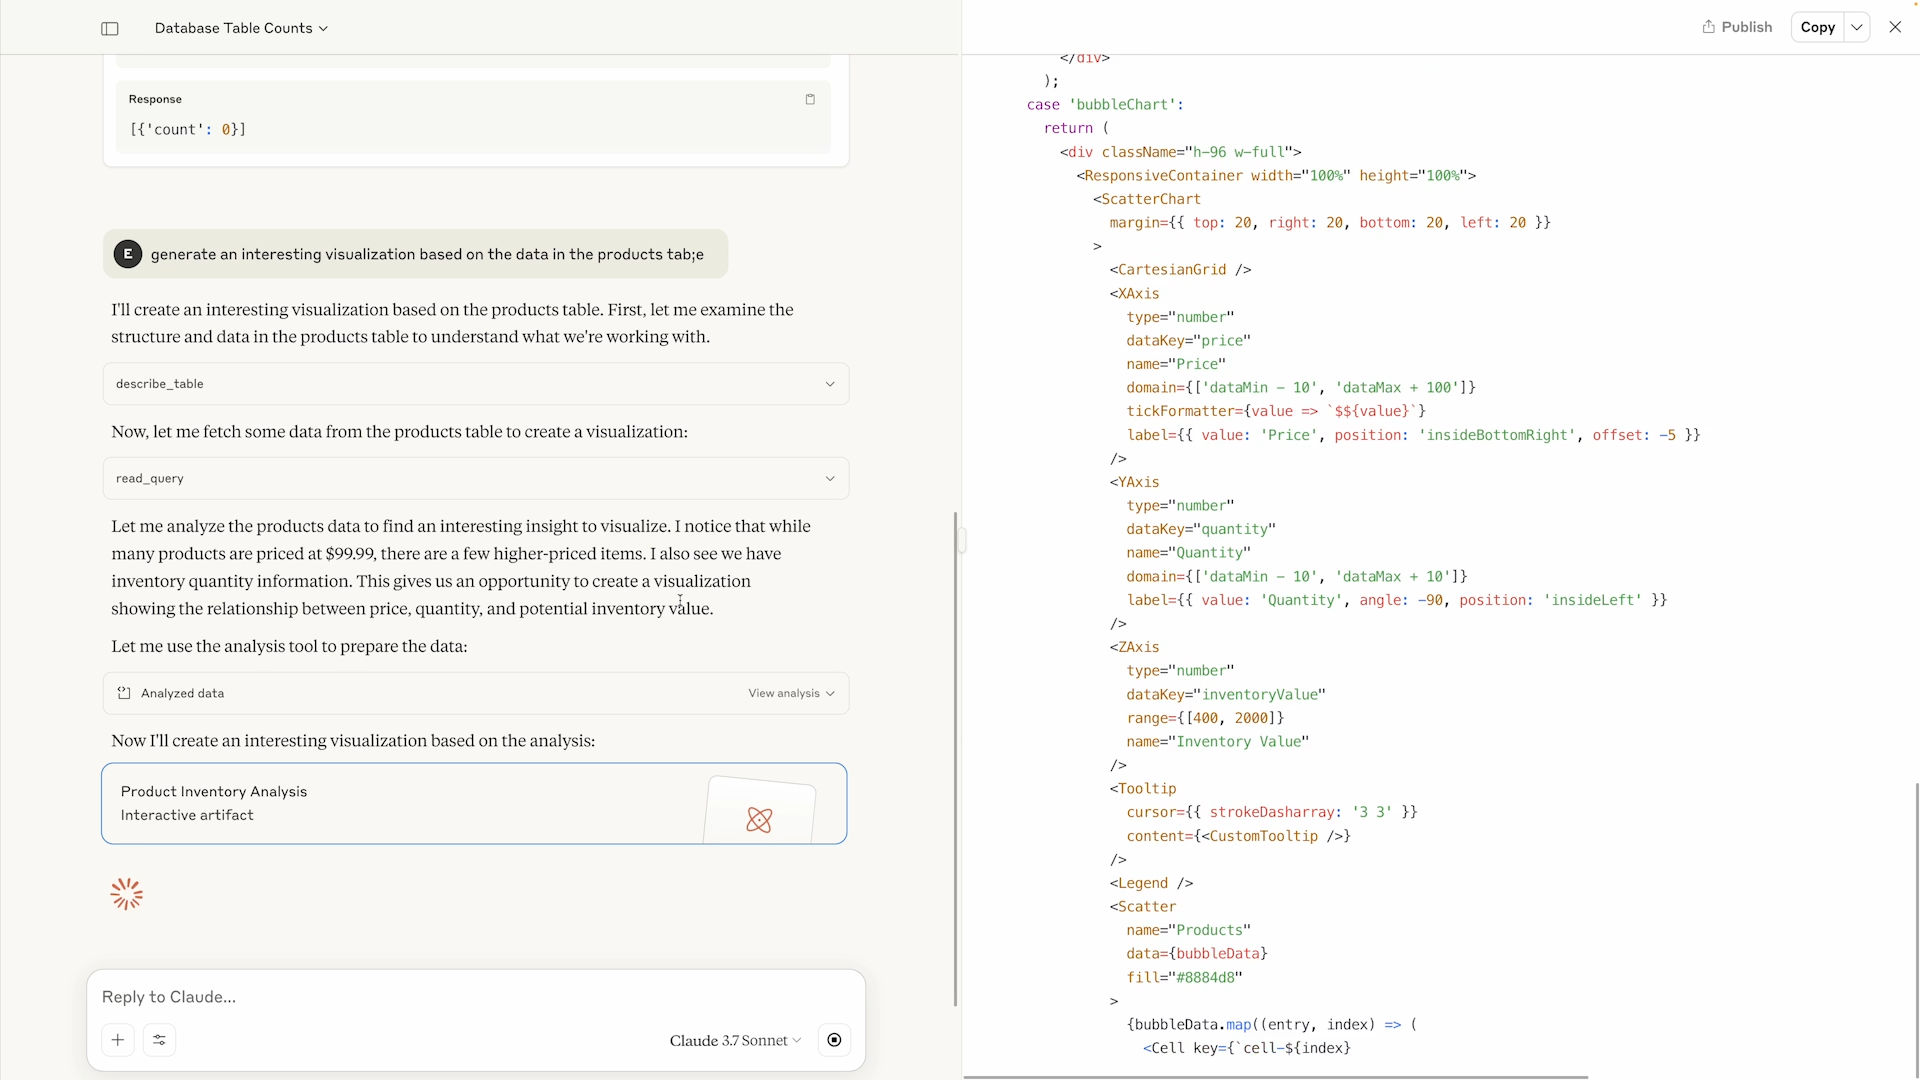 Database Table Counts
Response
[{'count': 0}]
E
generate an interesting visualization based on the data in the products tab;e
I'll create an interesting visualization based on the products table. First, let me examine the
structure and data in the products table to understand what we're working with.
describe_table
Now, let me fetch some data from the products table to create a visualization:
read_query
Let me analyze the products data to find an interesting insight to visualize. I notice that while
many products are priced at $99.99, there are a few higher-priced items. I also see we have
inventory quantity information. This gives us an opportunity to create a visualization
showing the relationship between price, quantity, and potential inventory value.
Let me use the analysis tool to prepare the data:
Analyzed data
View analysis
Now I'll create an interesting visualization based on the analysis:
Product Inventory Analysis
Interactive artifact
Reply to Claude...
Claude 3.7 Sonnet
Publish
Copy
</div>
);
case 'bubbleChart':
return (
<div className="h-96 w-full">
<ResponsiveContainer width="100%" height="100%">
<ScatterChart
margin={{ top: 20, right: 20, bottom: 20, left: 20 }}
>
<CartesianGrid />
<XAxis
type="number"
dataKey="price"
name="Price"
domain={['dataMin - 10', 'dataMax + 100']}
tickFormatter={value => `$${value}`}
label={{ value: 'Price', position: 'insideBottomRight', offset: -5 }}
/>
<YAxis
type="number"
dataKey="quantity"
name="Quantity"
domain={['dataMin - 10', 'dataMax + 10']}
label={{ value: 'Quantity', angle: -90, position: 'insideLeft' }}
/>
<ZAxis
type="number"
dataKey="inventoryValue"
range={[400, 2000]}
name="Inventory Value"
/>
<Tooltip
cursor={{ strokeDasharray: '3 3' }}
content={<CustomTooltip />}
/>
<Legend />
<Scatter
name="Products"
data={bubbleData}
fill="#8884d8"
>
{bubbleData.map((entry, index) => (
<Cell key={`cell-${index}